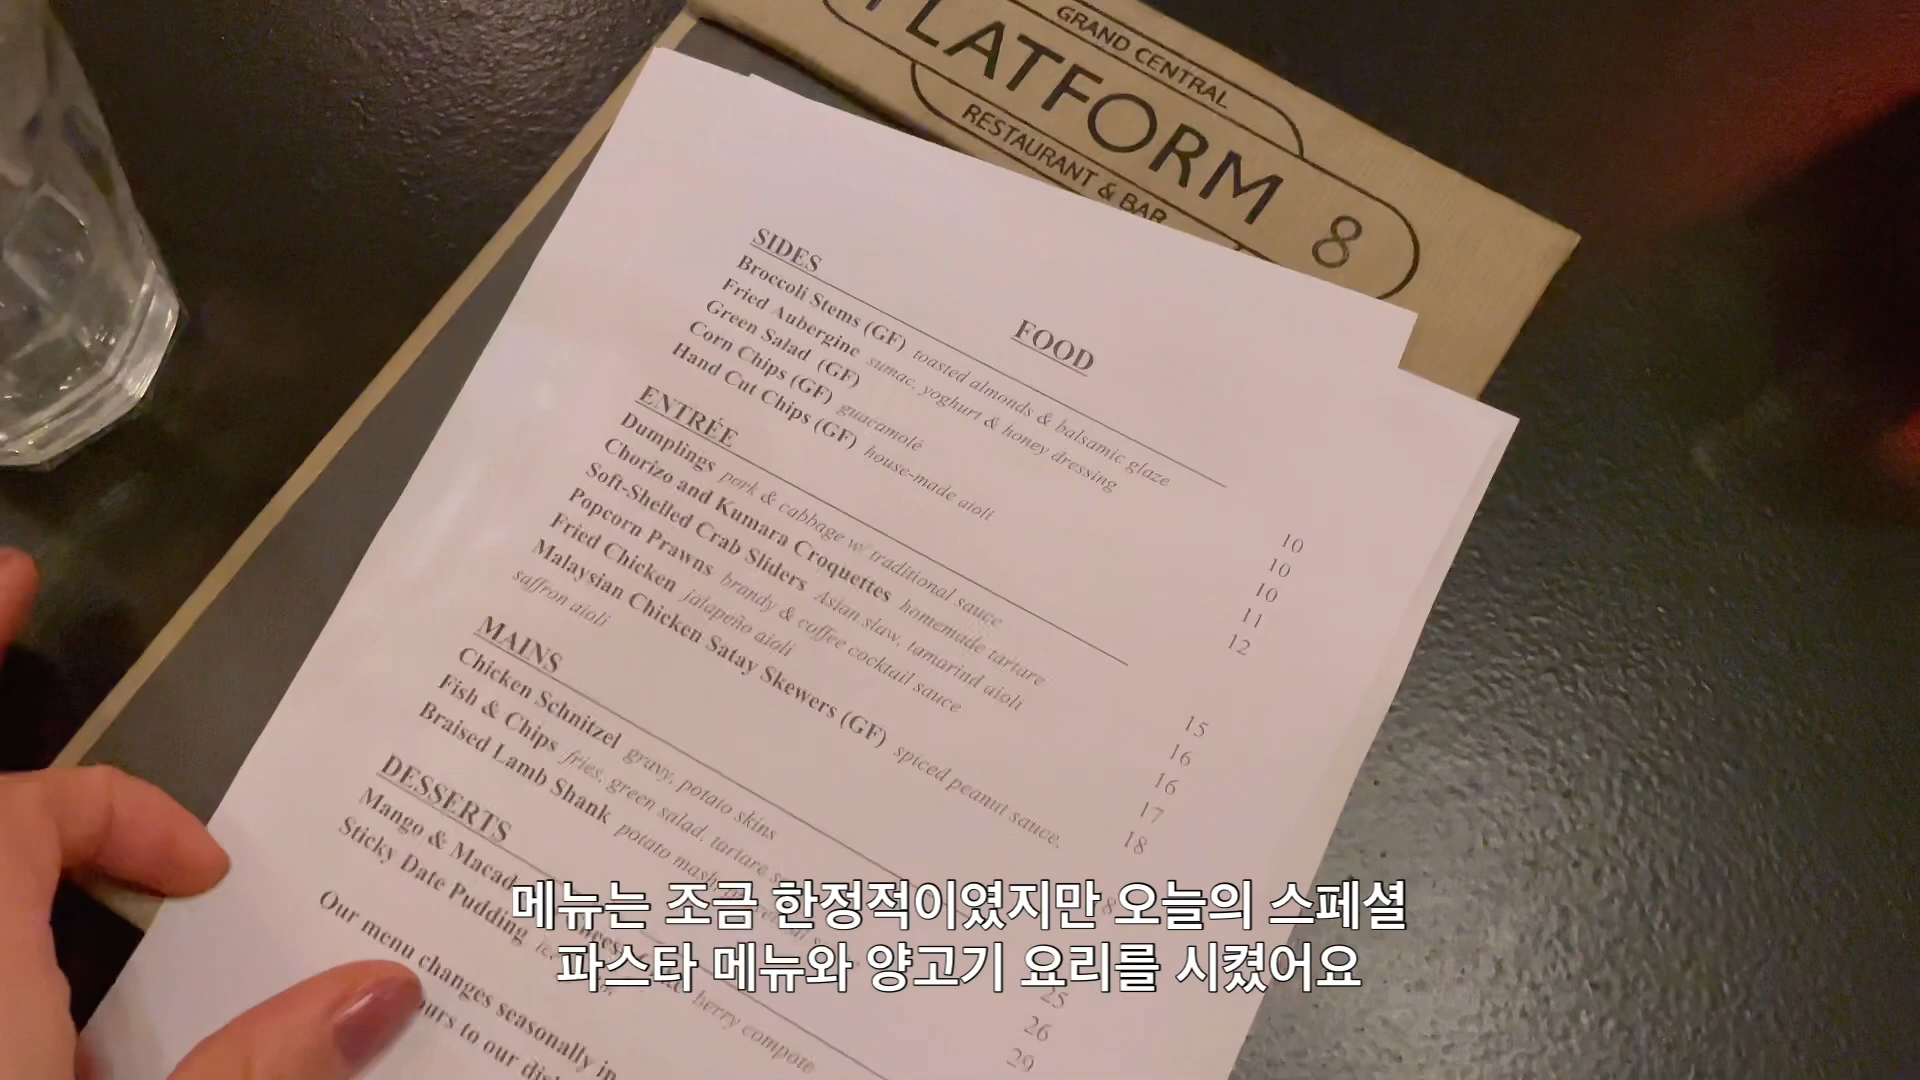 GRAND CENTRAL
PLATFORM 8
RESTAURANT & BAR
FOOD
SIDES
Broccoli Stems (GF) toasted almonds & balsamic glaze 10
Fried Aubergine sumac, yoghurt & honey dressing 10
Green Salad (GF) 10
Corn Chips (GF) guacamolé 11
Hand Cut Chips (GF) house-made aioli 12
ENTRÉE
Dumplings pork & cabbage w/ traditional sauce 15
Chorizo and Kumara Croquettes homemade tartare 16
Soft-Shelled Crab Sliders Asian slaw, tamarind aioli 16
Popcorn Prawns brandy & coffee cocktail sauce 17
Fried Chicken jalapeño aioli 18
Malaysian Chicken Satay Skewers (GF) spiced peanut sauce,
saffron aioli
MAINS
Chicken Schnitzel gravy, potato skins 25
Fish & Chips fries, green salad, tartare 26
Braised Lamb Shank potato mash, 29
DESSERTS
Mango &
Sticky Date Pudding
berry compote
Our menu changes seasonally in
ours to our
메뉴는 조금 한정적이였지만 오늘의 스페셜
파스타 메뉴와 양고기 요리를 시켰어요